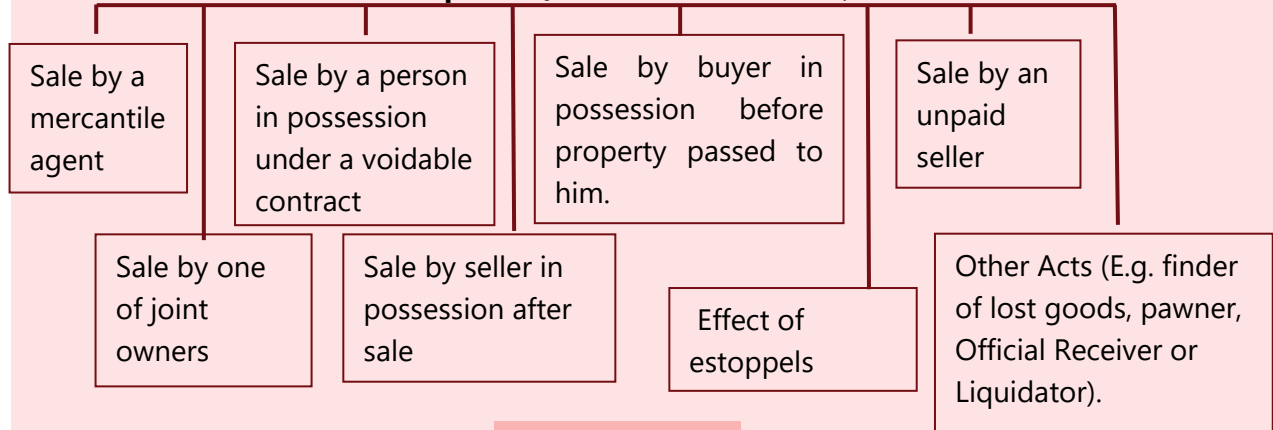 Sale by a
mercantile
agent
Sale by a person
in possession
under a voidable
contract
Sale by buyer in
possession before
property passed to
him.
Sale by an
unpaid
seller
Sale by one
of joint
owners
Sale by seller in
possession after
sale
Effect of
estoppels
Other Acts (E.g. finder
of lost goods, pawner,
Official Receiver or
Liquidator).